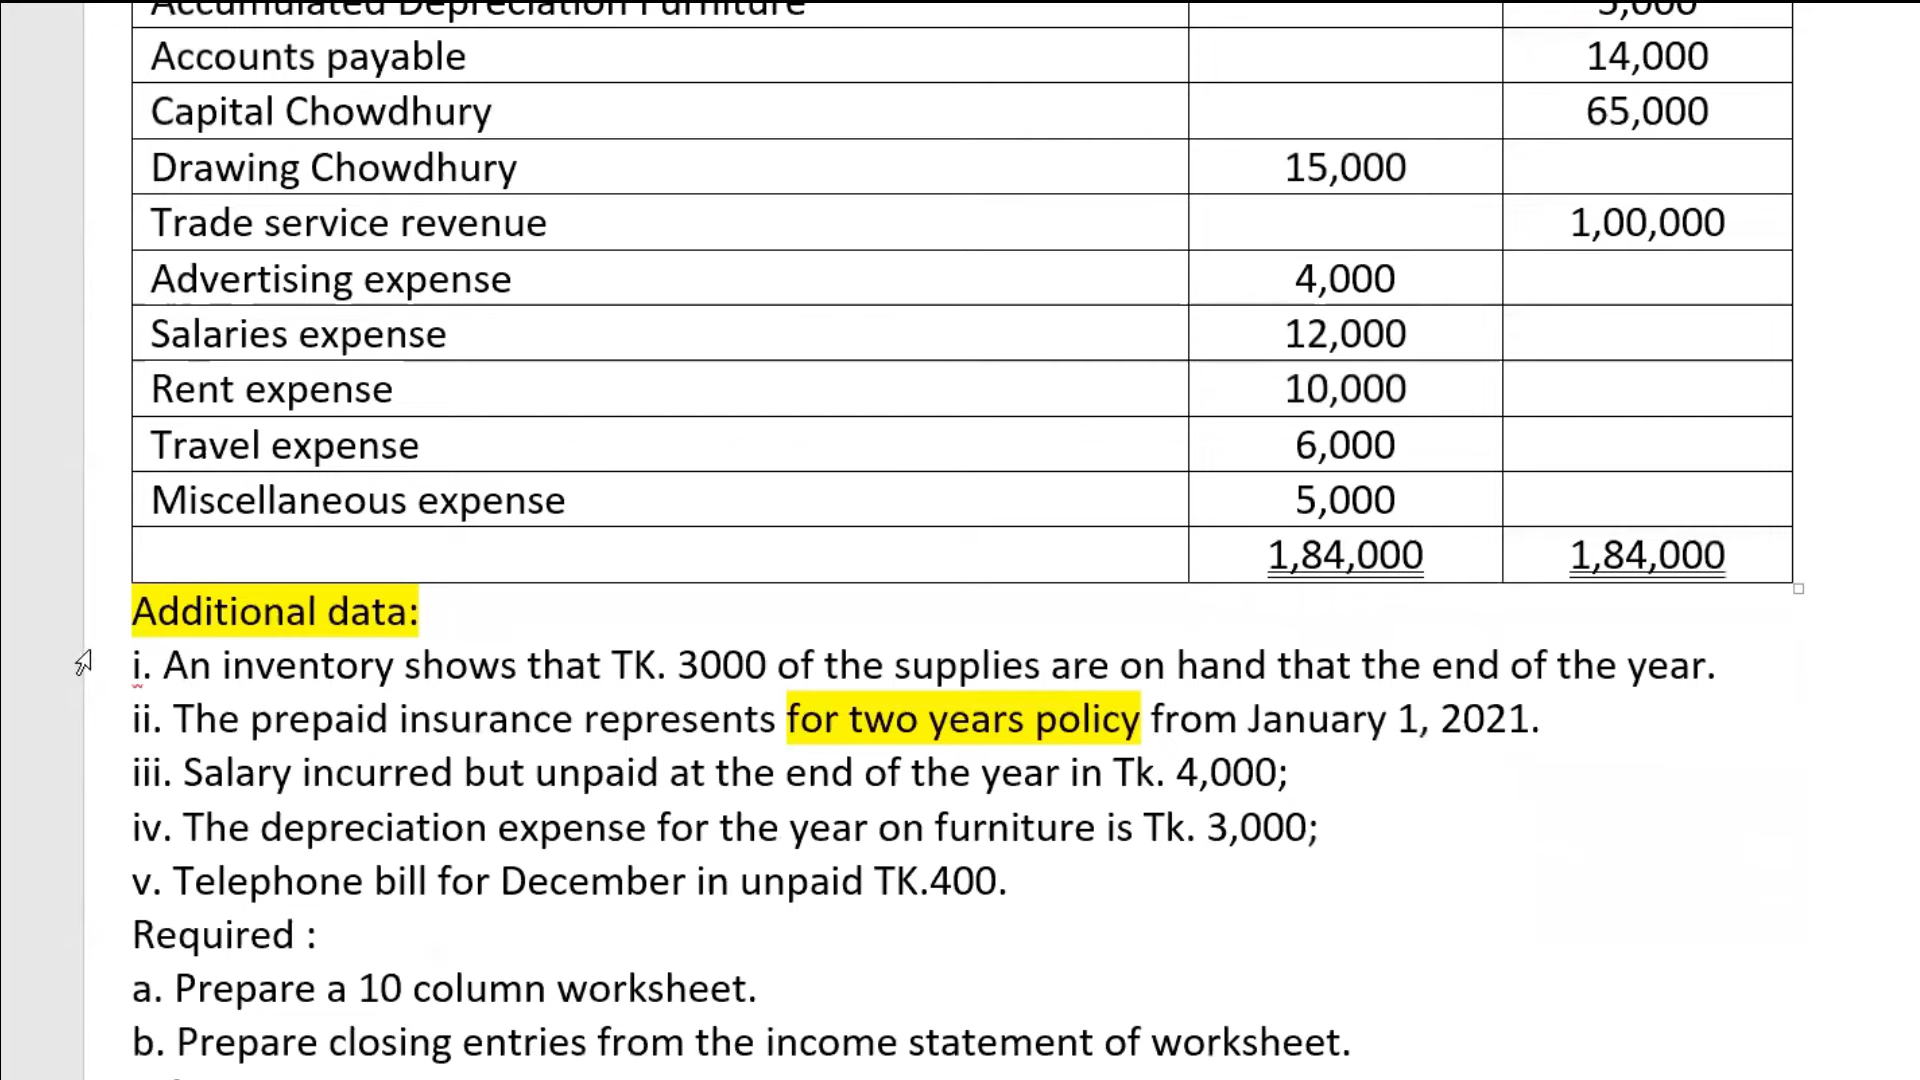 Accumulated Depreciation Furniture 5,000
Accounts payable 14,000
Capital Chowdhury 65,000
Drawing Chowdhury 15,000
Trade service revenue 1,00,000
Advertising expense 4,000
Salaries expense 12,000
Rent expense 10,000
Travel expense 6,000
Miscellaneous expense 5,000
1,84,000 1,84,000
Additional data:
i. An inventory shows that TK. 3000 of the supplies are on hand that the end of the year.
ii. The prepaid insurance represents for two years policy from January 1, 2021.
iii. Salary incurred but unpaid at the end of the year in Tk. 4,000;
iv. The depreciation expense for the year on furniture is Tk. 3,000;
v. Telephone bill for December in unpaid TK.400.
Required :
a. Prepare a 10 column worksheet.
b. Prepare closing entries from the income statement of worksheet.